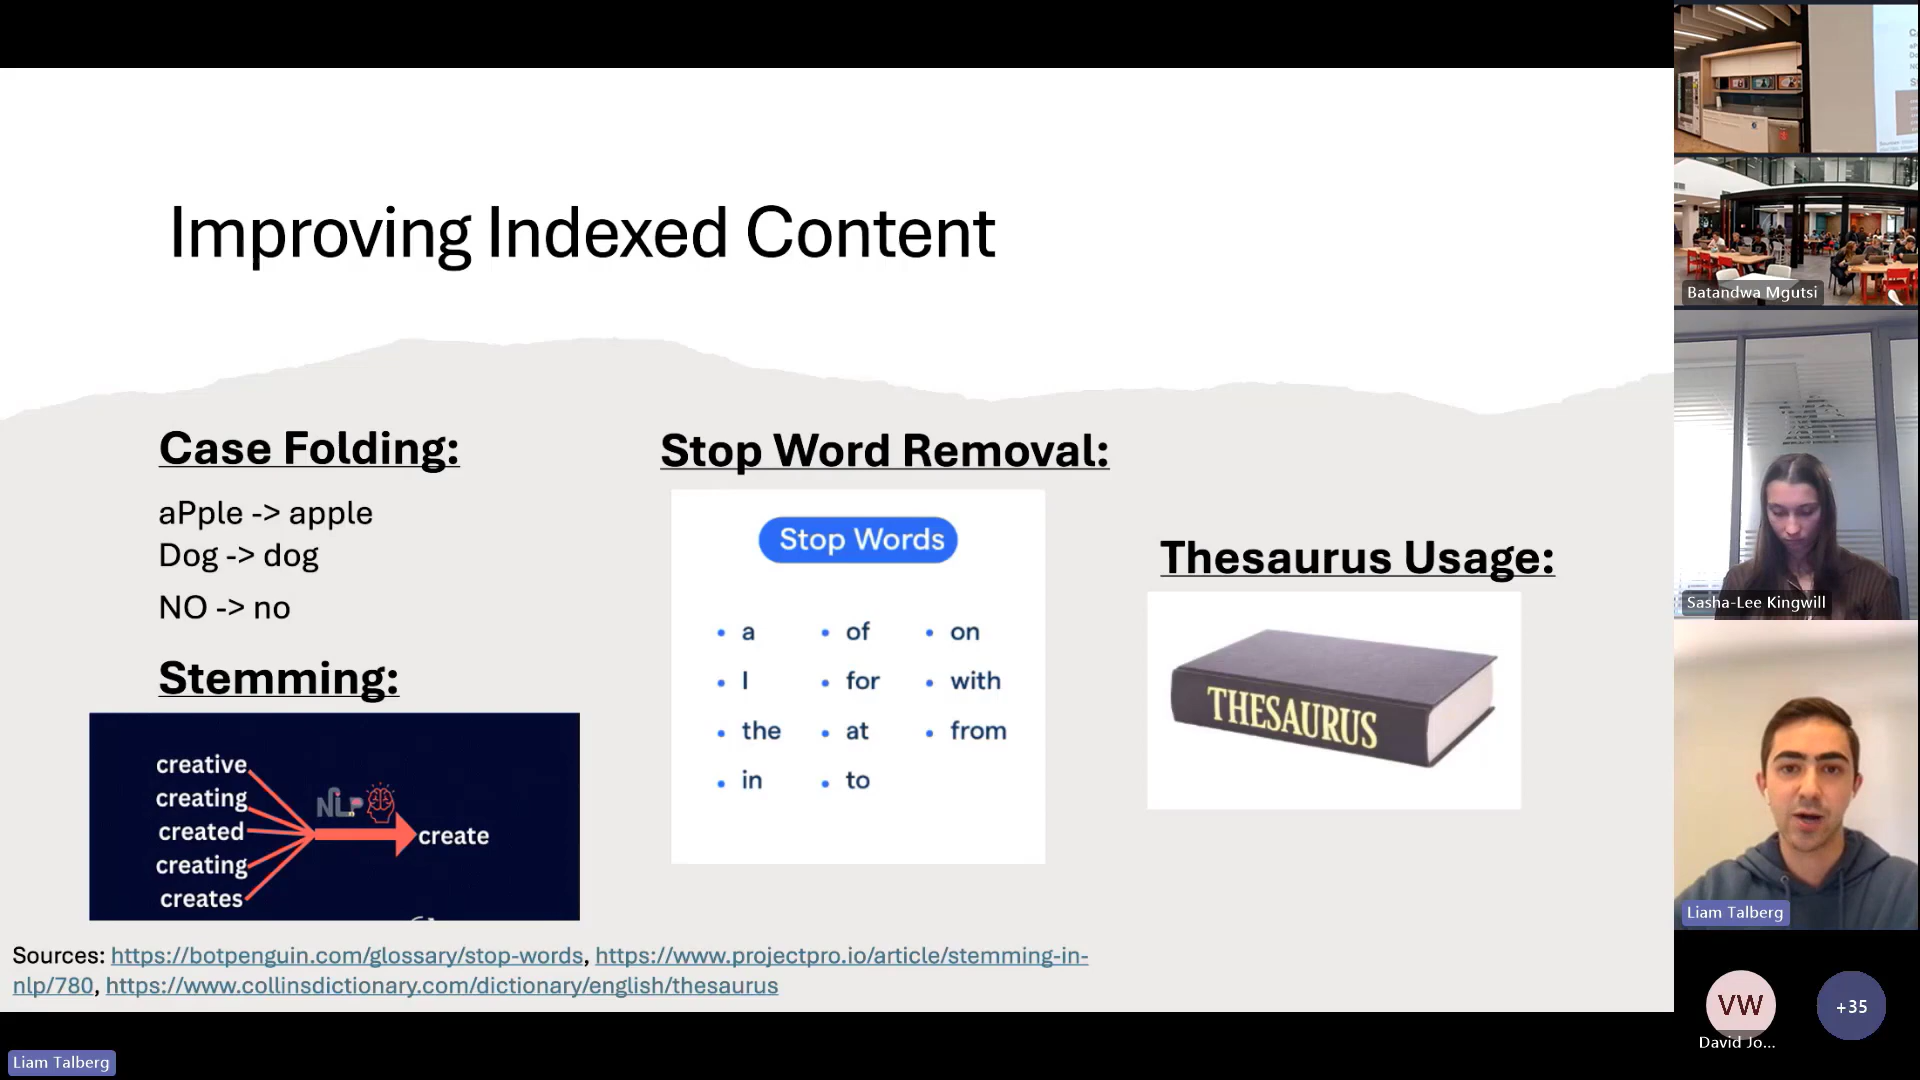 Improving Indexed Content
Case Folding:
aPple -> apple
Dog -> dog
NO -> no
Stemming:
creative
creating
created
creating
creates
NLP
create
Stop Word Removal:
Stop Words
• a
• I
• the
• in
• of
• for
• at
• to
• on
• with
• from
Thesaurus Usage:
THESAURUS
Sources: https://botpenguin.com/glossary/stop-words, https://www.projectpro.io/article/stemming-in-
nlp/780, https://www.collinsdictionary.com/dictionary/english/thesaurus
Liam Talberg
Batandwa Mgutsi
Sasha-Lee Kingwill
Liam Talberg
VW
David Jo...
+35